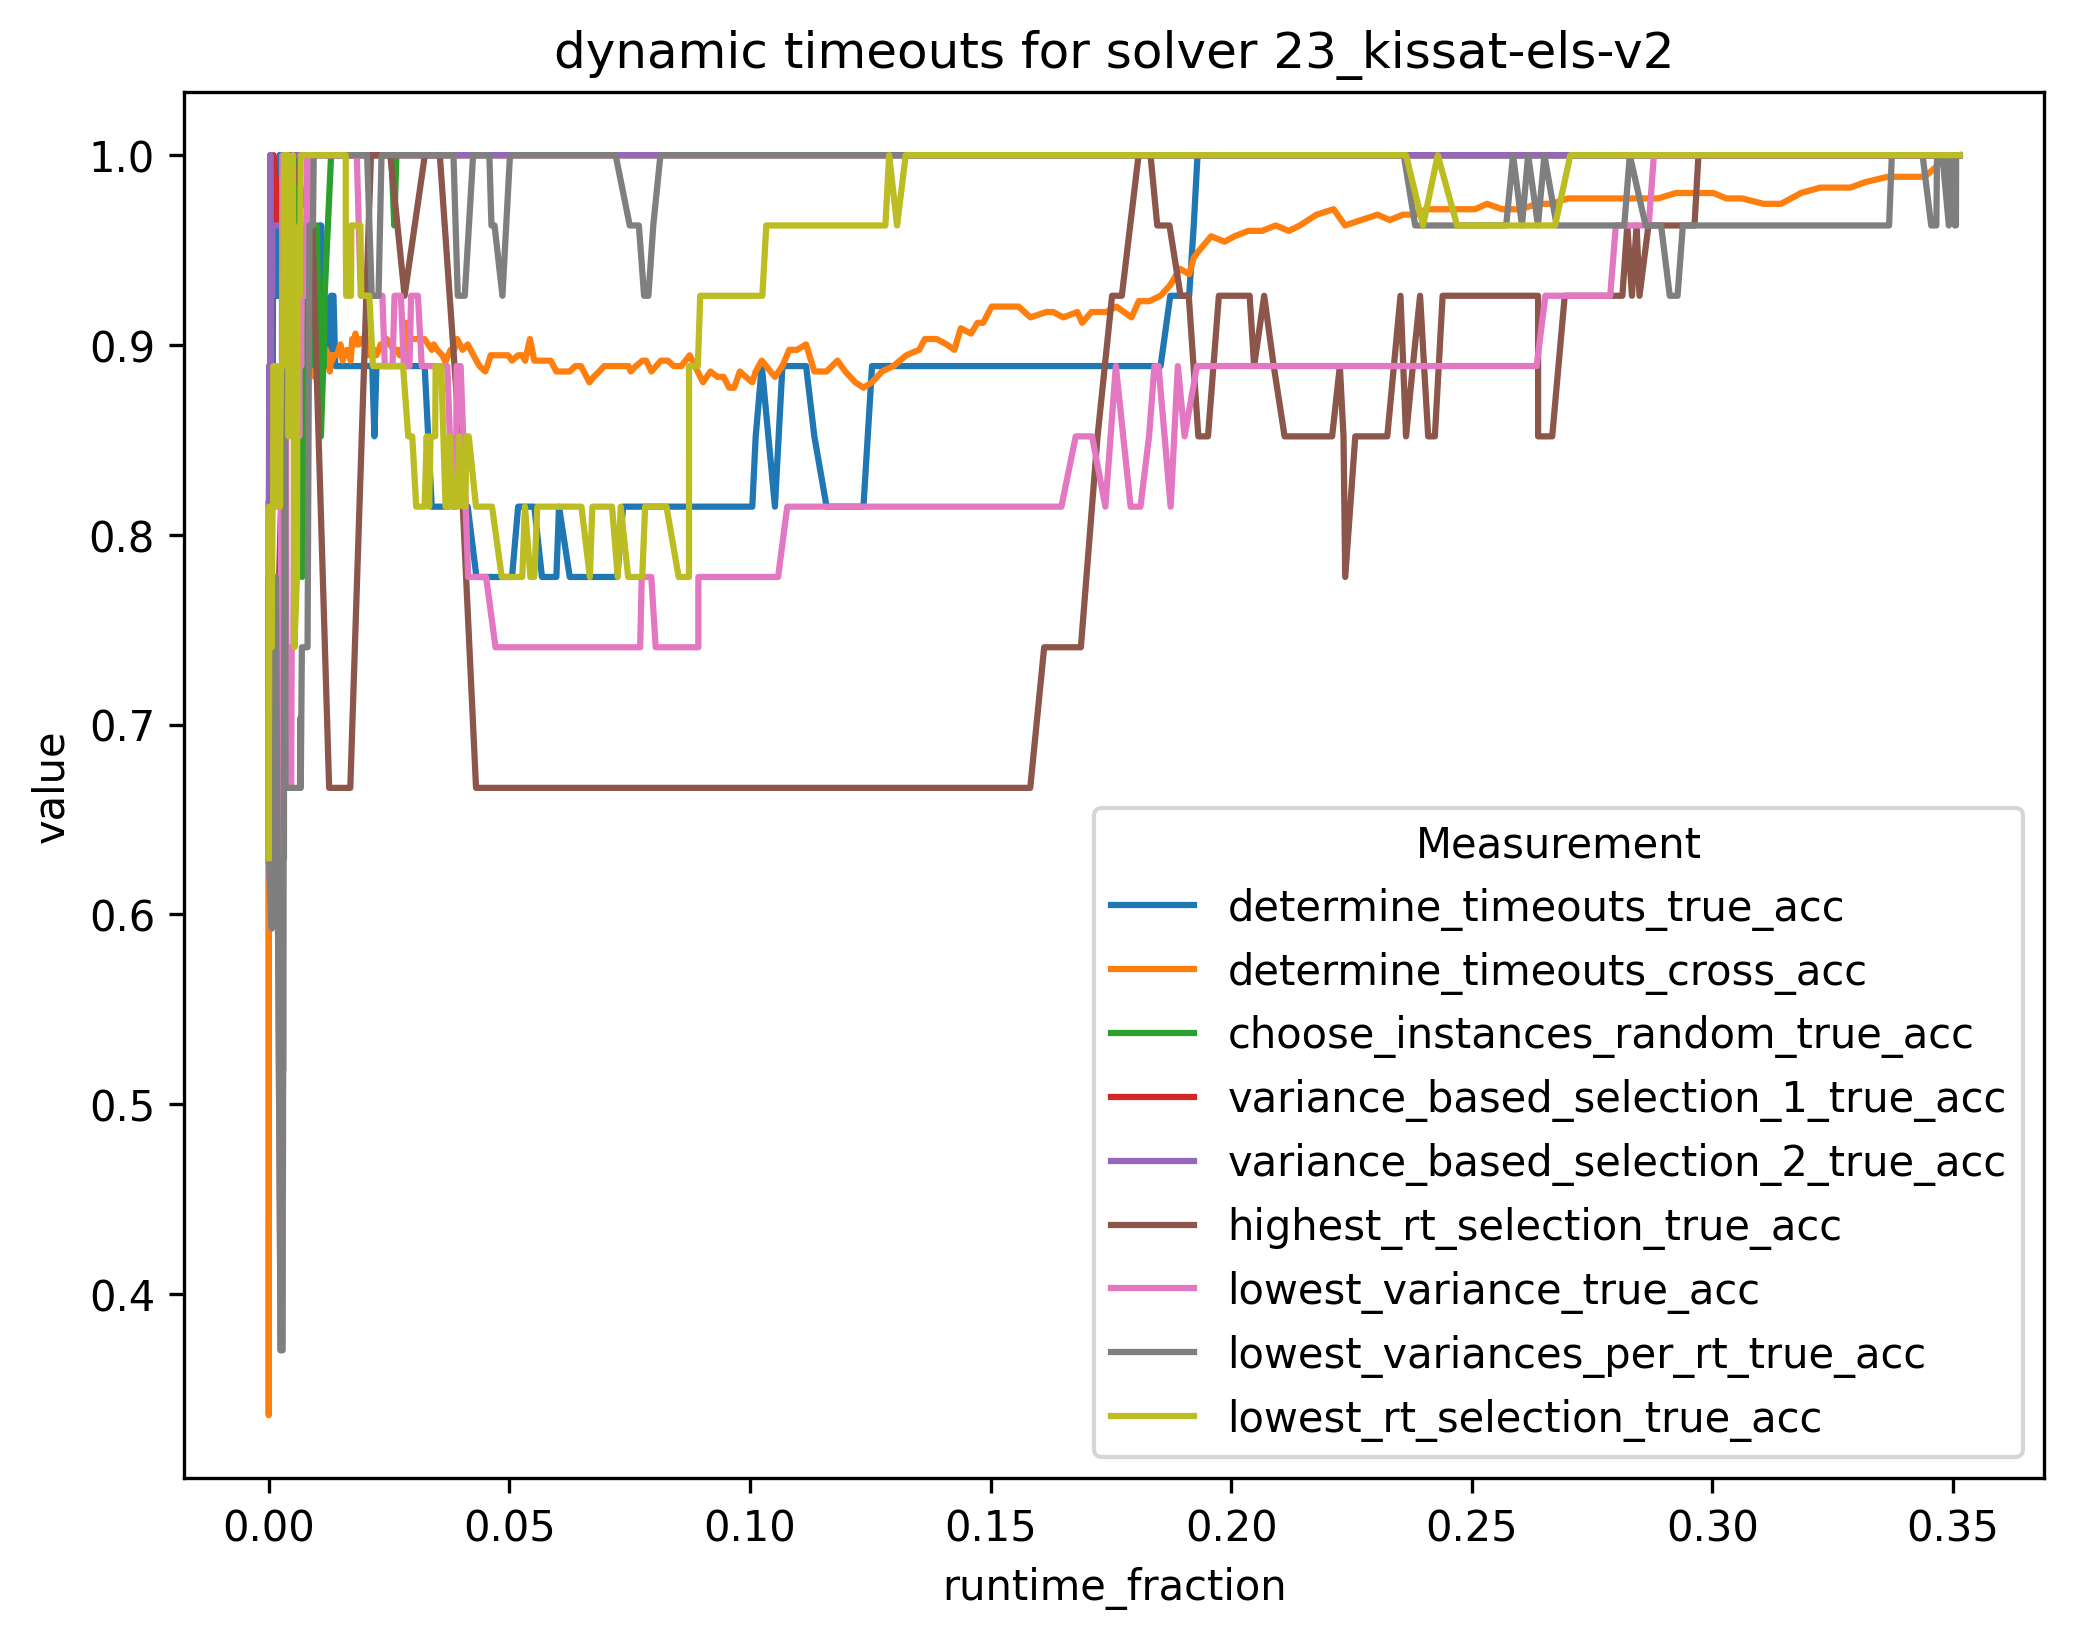 dynamic timeouts for solver 23_kissat-els-v2
1.0
0.9
0.8
0.7
0.6
0.5
0.4
value
Measurement
determine_timeouts_true_acc
determine_timeouts_cross_acc
choose_instances_random_true_acc
variance_based_selection_1_true_acc
variance_based_selection_2_true_acc
highest_rt_selection_true_acc
lowest_variance_true_acc
lowest_variances_per_rt_true_acc
lowest_rt_selection_true_acc
0.00 0.05 0.10 0.15 0.20 0.25 0.30 0.35
runtime_fraction